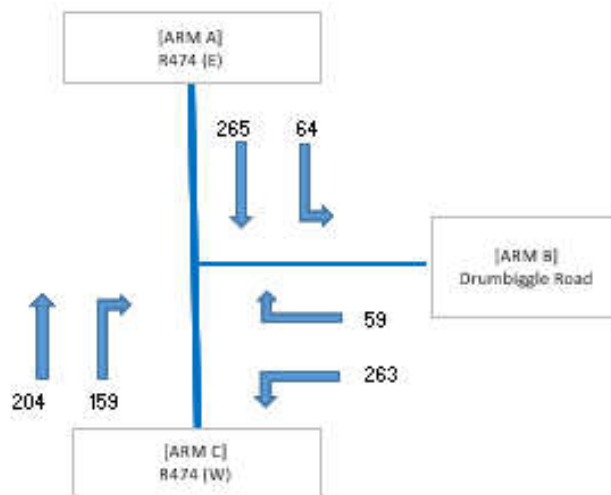 [ARM A]
R474 (E)
265 64
[ARM B]
Drumbiggle Road
59
263
204 159
[ARM C]
R474 (W)